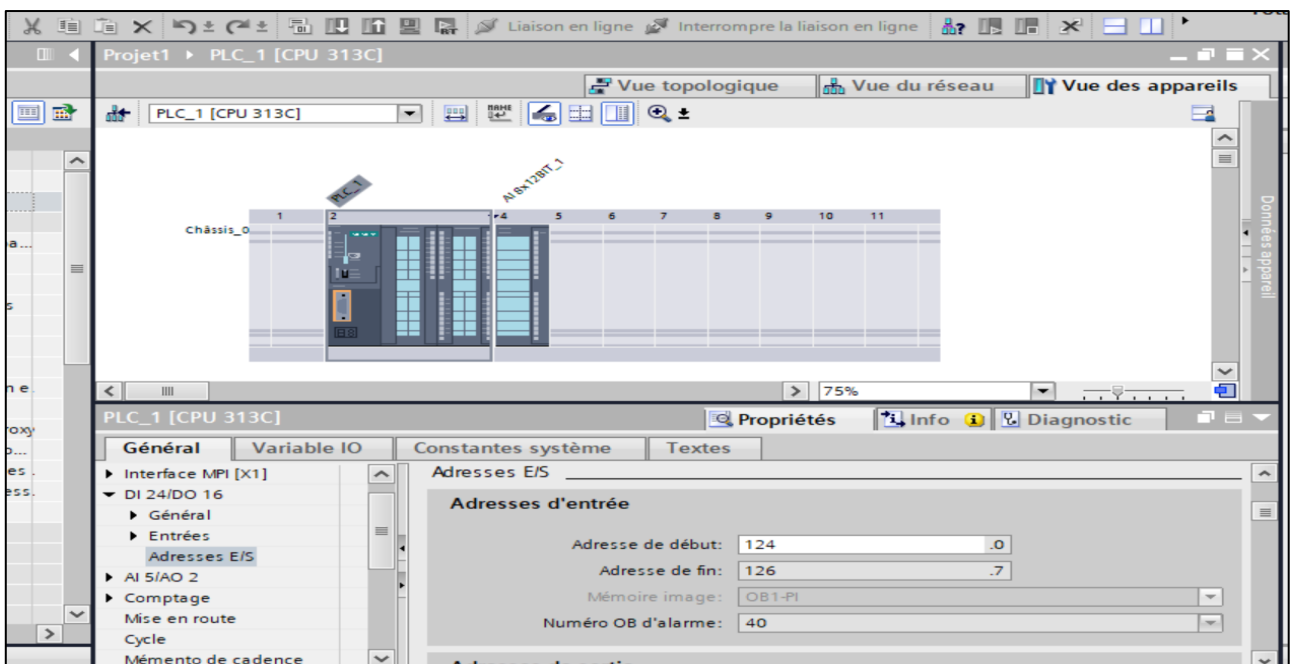 Liaison en ligne Interrompre la liaison en ligne
Projet1 PLC_1 [CPU 313C]
Vue topologique Vue du réseau Vue des appareils
PLC_1 [CPU 313C]
PLC_1 AI 8x12BIT_1
1 2 4 5 6 7 8 9 10 11
Châssis_0
Données appareil
75%
PLC_1 [CPU 313C] Propriétés Info Diagnostic
Général Variable IO Constantes système Textes
Interface MPI [X1]
DI 24/DO 16
Général
Entrées
Adresses E/S
AI 5/AO 2
Comptage
Mise en route
Cycle
Mémento de cadence
Adresses E/S
Adresses d'entrée
Adresse de début: 124 .0
Adresse de fin: 126 .7
Mémoire image: OB1-PI
Numéro OB d'alarme: 40